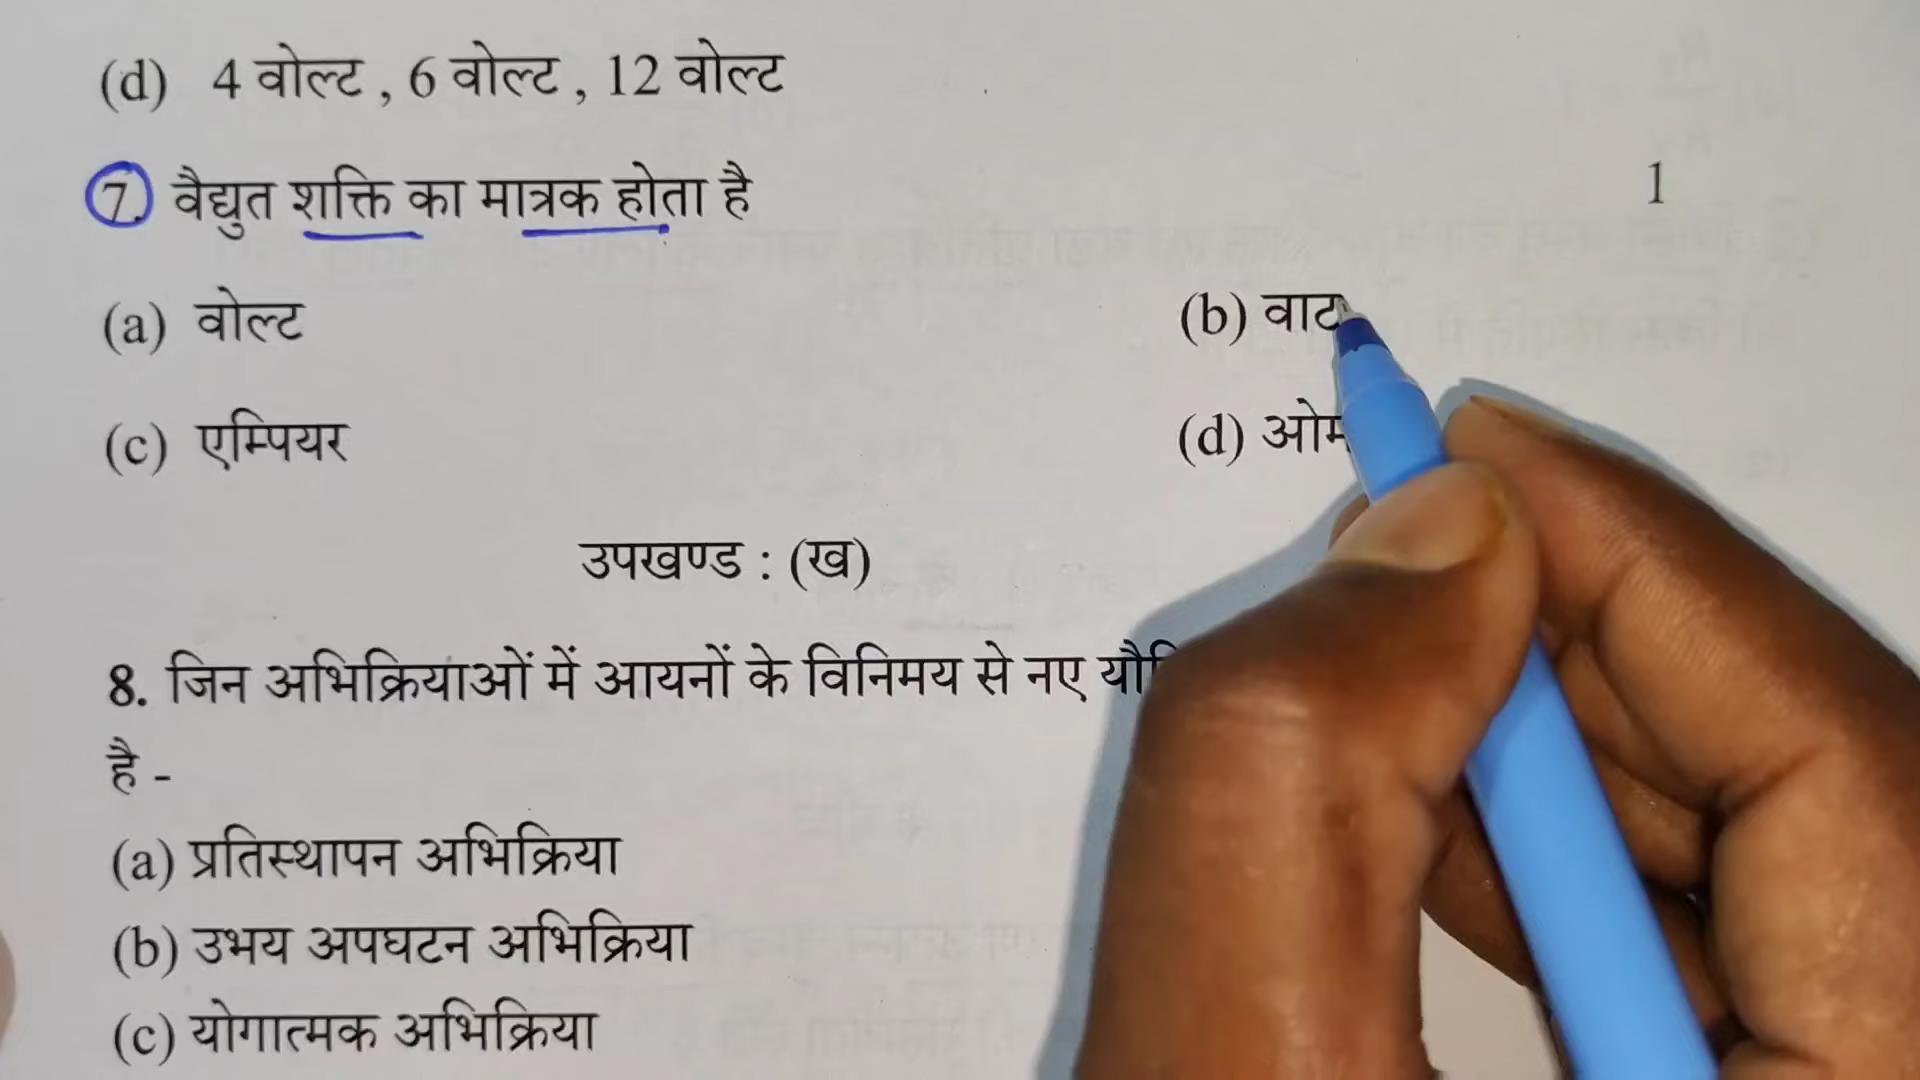 (d) 4 वोल्ट , 6 वोल्ट , 12 वोल्ट
7. वैद्युत शक्ति का मात्रक होता है 1
(a) वोल्ट (b) वाट
(c) एम्पियर (d)
उपखण्ड : (ख)
8. जिन अभिक्रियाओं में आयनों के विनिमय से नए
है -
(a) प्रतिस्थापन अभिक्रिया
(b) उभय अपघटन अभिक्रिया
(c) योगात्मक अभिक्रिया